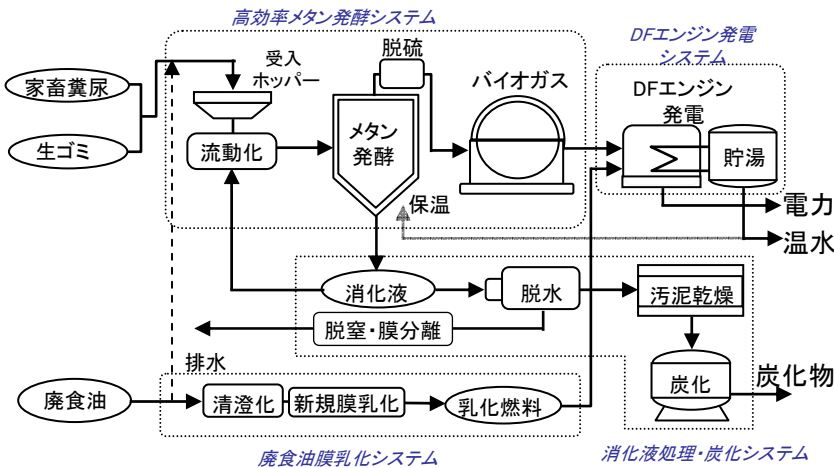 高効率メタン発酵システム
DFエンジン発電
システム
家畜糞尿
生ゴミ
受入
ホッパー
流動化
脱硫
メタン
発酵
バイオガス
DFエンジン
発電
貯湯
保温
電力
温水
消化液
脱水
汚泥乾燥
脱窒・膜分離
排水
炭化
炭化物
廃食油
清澄化
新規膜乳化
乳化燃料
廃食油膜乳化システム
消化液処理・炭化システム